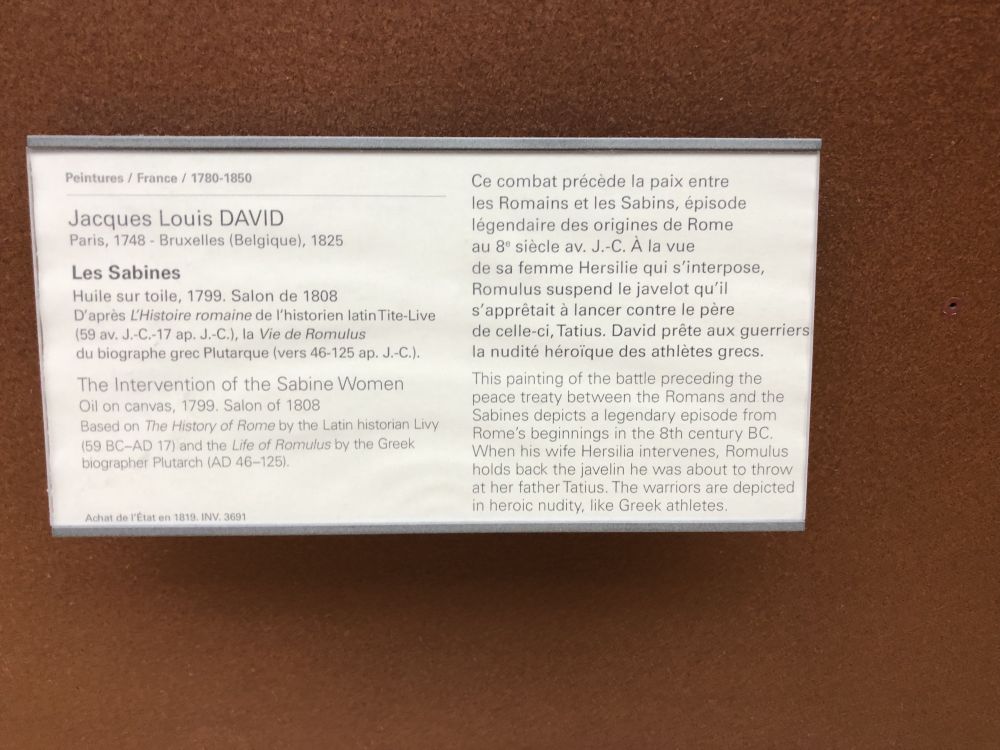 Peintures / France / 1780-1850
Jacques Louis DAVID
Paris, 1748 - Bruxelles (Belgique), 1825
Les Sabines
Huile sur toile, 1799. Salon de 1808
D'après L'Histoire romaine de l'historien latin Tite-Live
(59 av. J.-C.-17 ap. J.-C.), la Vie de Romulus
du biographe grec Plutarque (vers 46-125 ap. J.-C.).
The Intervention of the Sabine Women
Oil on canvas, 1799. Salon of 1808
Based on The History of Rome by the Latin historian Livy
(59 BC–AD 17) and the Life of Romulus by the Greek
biographer Plutarch (AD 46–125).
Achat de l'État en 1819. INV. 3691
Ce combat précède la paix entre
les Romains et les Sabins, épisode
légendaire des origines de Rome
au 8e siècle av. J.-C. À la vue
de sa femme Hersilie qui s'interpose,
Romulus suspend le javelot qu'il
s'apprêtait à lancer contre le père
de celle-ci, Tatius. David prête aux guerriers
la nudité héroïque des athlètes grecs.
This painting of the battle preceding the
peace treaty between the Romans and the
Sabines depicts a legendary episode from
Rome's beginnings in the 8th century BC.
When his wife Hersilia intervenes, Romulus
holds back the javelin he was about to throw
at her father Tatius. The warriors are depicted
in heroic nudity, like Greek athletes.